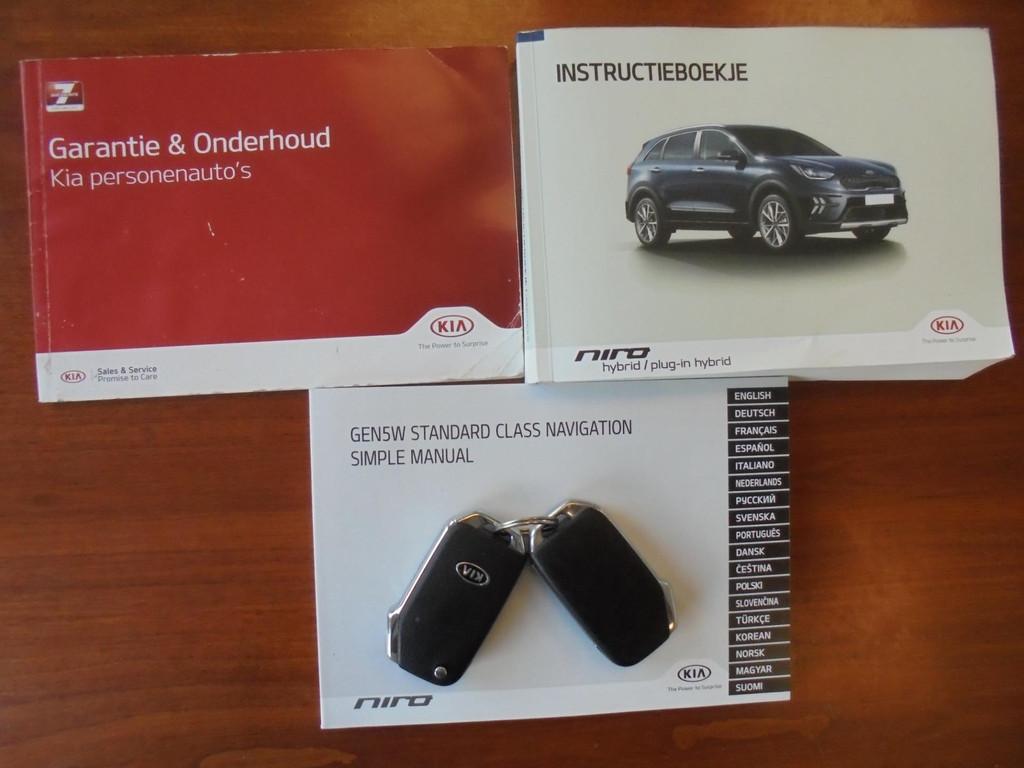 7
Garantie & Onderhoud
Kia personenauto's
KIA
The Power to Surprise
KIA
Sales & Service
Promise to Care
INSTRUCTIEBOEKJE
niro
hybrid / plug-in hybrid
KIA
The Power to Surprise
GEN5W STANDARD CLASS NAVIGATION
SIMPLE MANUAL
ENGLISH
DEUTSCH
FRANÇAIS
ESPAÑOL
ITALIANO
NEDERLANDS
РУССКИЙ
SVENSKA
PORTUGUÊS
DANSK
ČEŠTINA
POLSKI
SLOVENČINA
TÜRKÇE
KOREAN
NORSK
MAGYAR
SUOMI
KIA
niro
KIA
The Power to Surprise